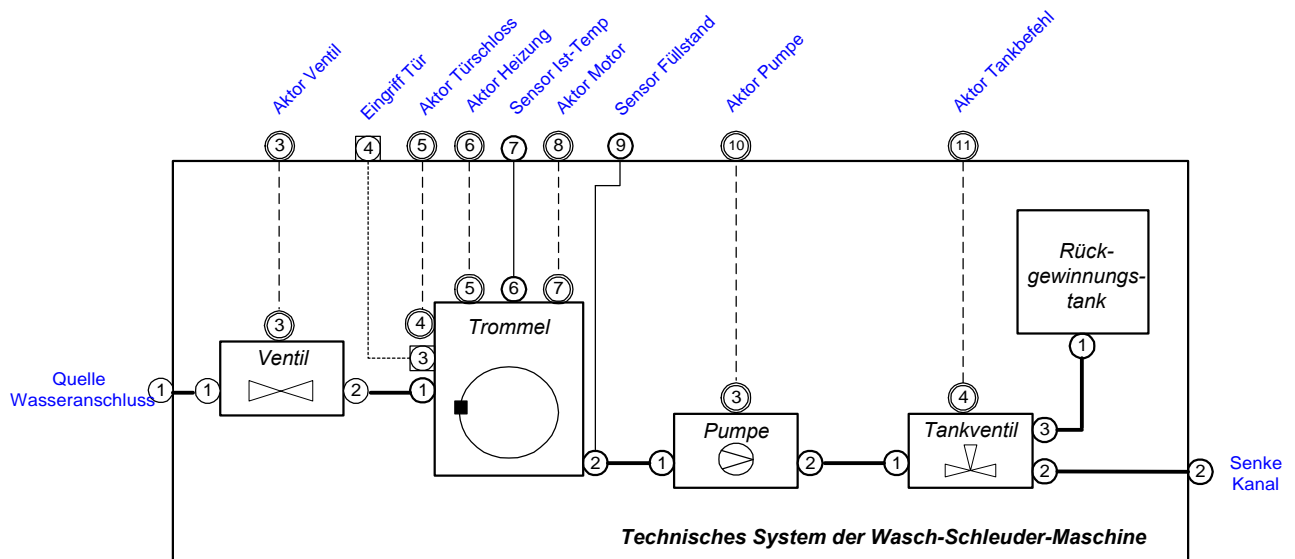 Aktor Ventil
Eingriff Tür
Aktor Türschloss
Aktor Heizung
Sensor Ist-Temp
Aktor Motor
Sensor Füllstand
Aktor Pumpe
Aktor Tankbefehl
3
4
5
6
7
8
9
10
11
Rück-
gewinnungs-
tank
1
5
6
7
3
4
3
Trommel
Ventil
3
4
Quelle
Wasseranschluss
1
1
2
1
Pumpe
Tankventil
3
2
1
2
1
2
2
Senke
Kanal
Technisches System der Wasch-Schleuder-Maschine